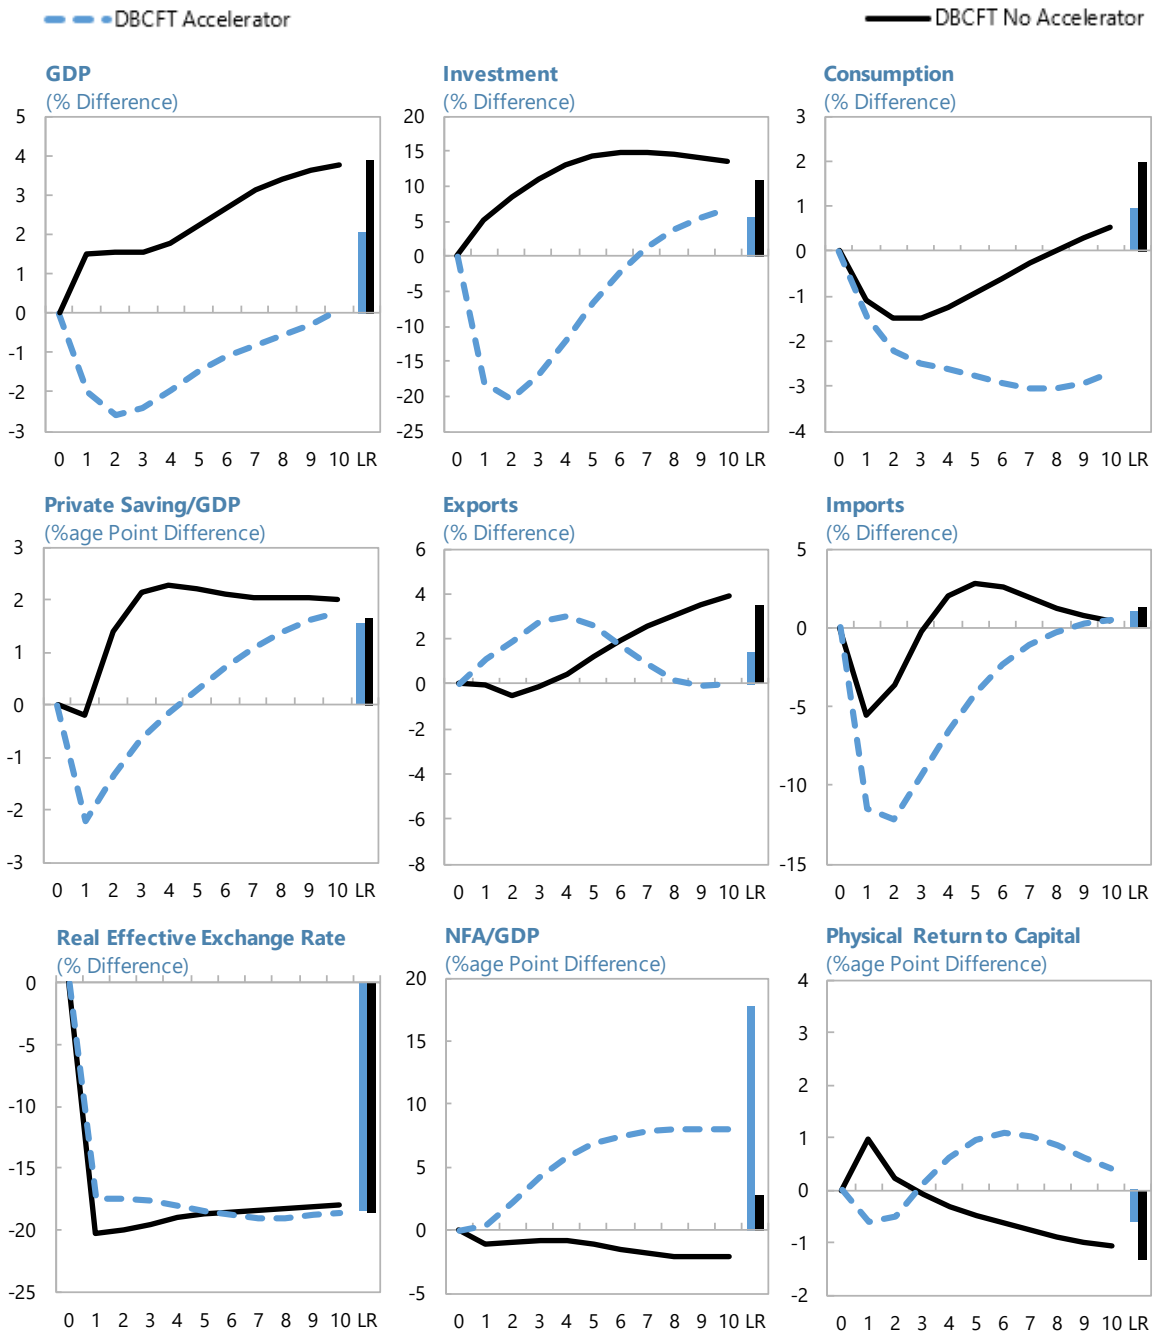 DBCFT Accelerator
DBCFT No Accelerator
GDP
(% Difference)
5
4
3
2
1
0
-1
-2
-3
0 1 2 3 4 5 6 7 8 9 10 LR
Investment
(% Difference)
20
15
10
5
0
-5
-10
-15
-20
-25
0 1 2 3 4 5 6 7 8 9 10 LR
Consumption
(% Difference)
3
2
1
0
-1
-2
-3
-4
0 1 2 3 4 5 6 7 8 9 10 LR
Private Saving/GDP
(%age Point Difference)
3
2
1
0
-1
-2
-3
0 1 2 3 4 5 6 7 8 9 10 LR
Exports
(% Difference)
6
4
2
0
-2
-4
-6
-8
0 1 2 3 4 5 6 7 8 9 10 LR
Imports
(% Difference)
5
0
-5
-10
-15
0 1 2 3 4 5 6 7 8 9 10 LR
Real Effective Exchange Rate
(% Difference)
0
-5
-10
-15
-20
-25
0 1 2 3 4 5 6 7 8 9 10 LR
NFA/GDP
(%age Point Difference)
20
15
10
5
0
-5
0 1 2 3 4 5 6 7 8 9 10 LR
Physical Return to Capital
(%age Point Difference)
4
3
2
1
0
-1
-2
0 1 2 3 4 5 6 7 8 9 10 LR